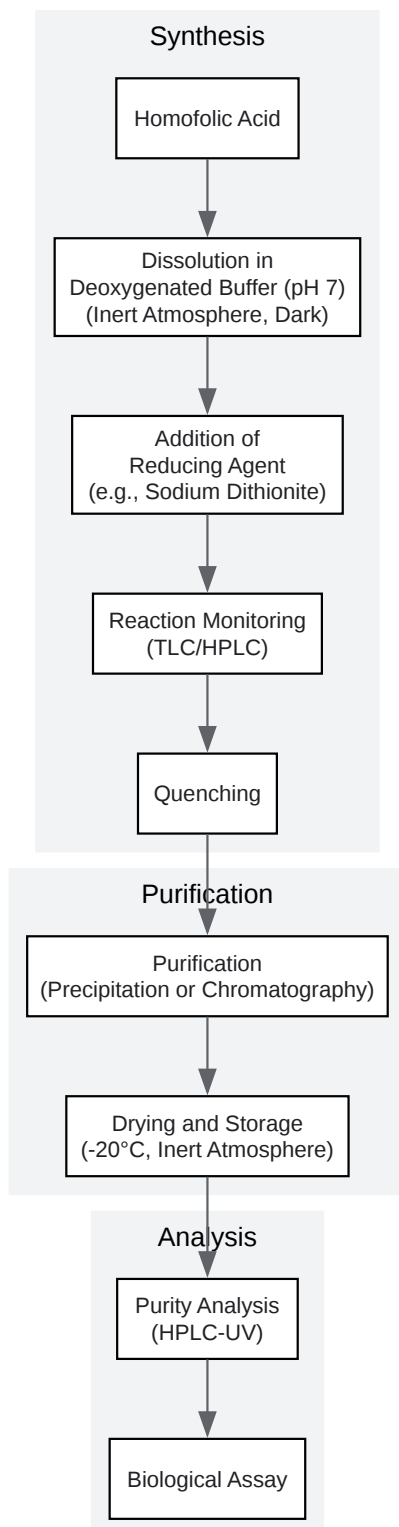 Synthesis
Homofolic Acid
Dissolution in
Deoxygenated Buffer (pH 7)
(Inert Atmosphere, Dark)
Addition of
Reducing Agent
(e.g., Sodium Dithionite)
Reaction Monitoring
(TLC/HPLC)
Quenching
Purification
Purification
(Precipitation or Chromatography)
Drying and Storage
(-20°C, Inert Atmosphere)
Analysis
Purity Analysis
(HPLC-UV)
Biological Assay